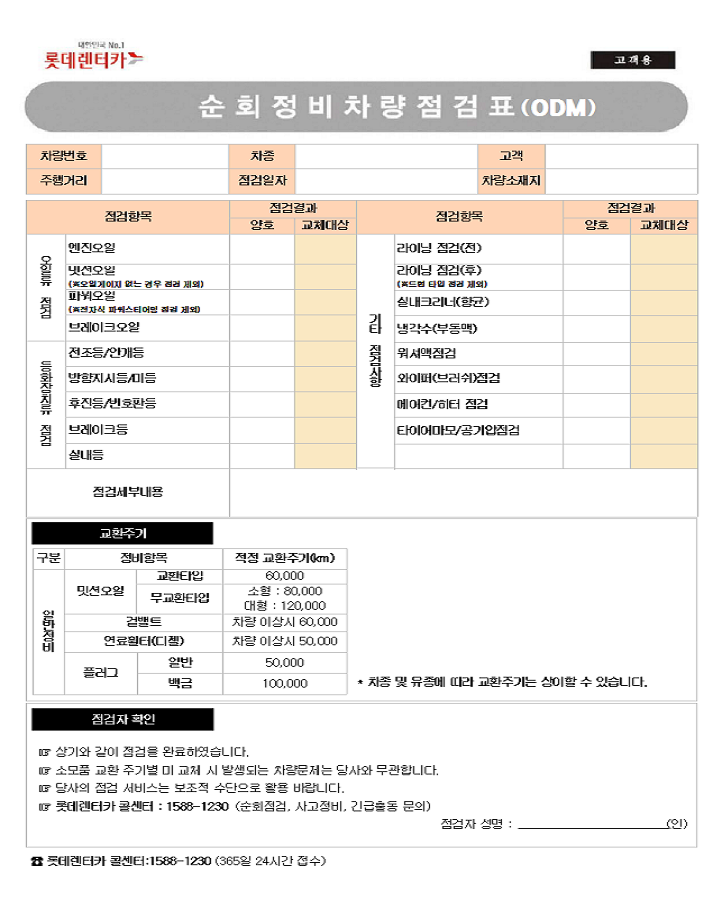 대한민국 No.1
롯데렌터카
고객용
순회정비차량점검표(ODM)
차량번호 차종 고객
주행거리 점검일자 차량소재지
점검항목 점검결과 점검항목 점검결과
양호 교체대상 양호 교체대상
오일류 점검
엔진오일
밋션오일
(※오일게이지 없는 경우 점검 제외)
파워오일
(※전자식 파워스티어링 점검 제외)
브레이크오일
등화장치류 점검
전조등/안개등
방향지시등/미등
후진등/번호판등
브레이크등
실내등
기타 점검사항
라이닝 점검(전)
라이닝 점검(후)
(※드럼 타입 점검 제외)
실내크리너(향균)
냉각수(부동액)
워셔액점검
와이퍼(브러쉬)점검
에어컨/히터 점검
타이어마모/공기압점검
점검세부내용
교환주기
구분 정비항목 적정 교환주기(km)
일반정비
밋션오일 교환타입 60,000
무교환타입 소형 : 80,000
대형 : 120,000
겉밸트 차량 이상시 60,000
연료휠터(디젤) 차량 이상시 50,000
플러그 일반 50,000
백금 100,000
* 차종 및 유종에 따라 교환주기는 상이할 수 있습니다.
점검자 확인
☞ 상기와 같이 점검을 완료하였습니다.
☞ 소모품 교환 주기별 미 교체 시 발생되는 차량문제는 당사와 무관합니다.
☞ 당사의 점검 서비스는 보조적 수단으로 활용 바랍니다.
☞ 롯데렌터카 콜센터 : 1588-1230 (순회점검, 사고정비, 긴급출동 문의)
점검자 성명 : (인)
☎ 롯데렌터카 콜센터:1588-1230 (365일 24시간 접수)